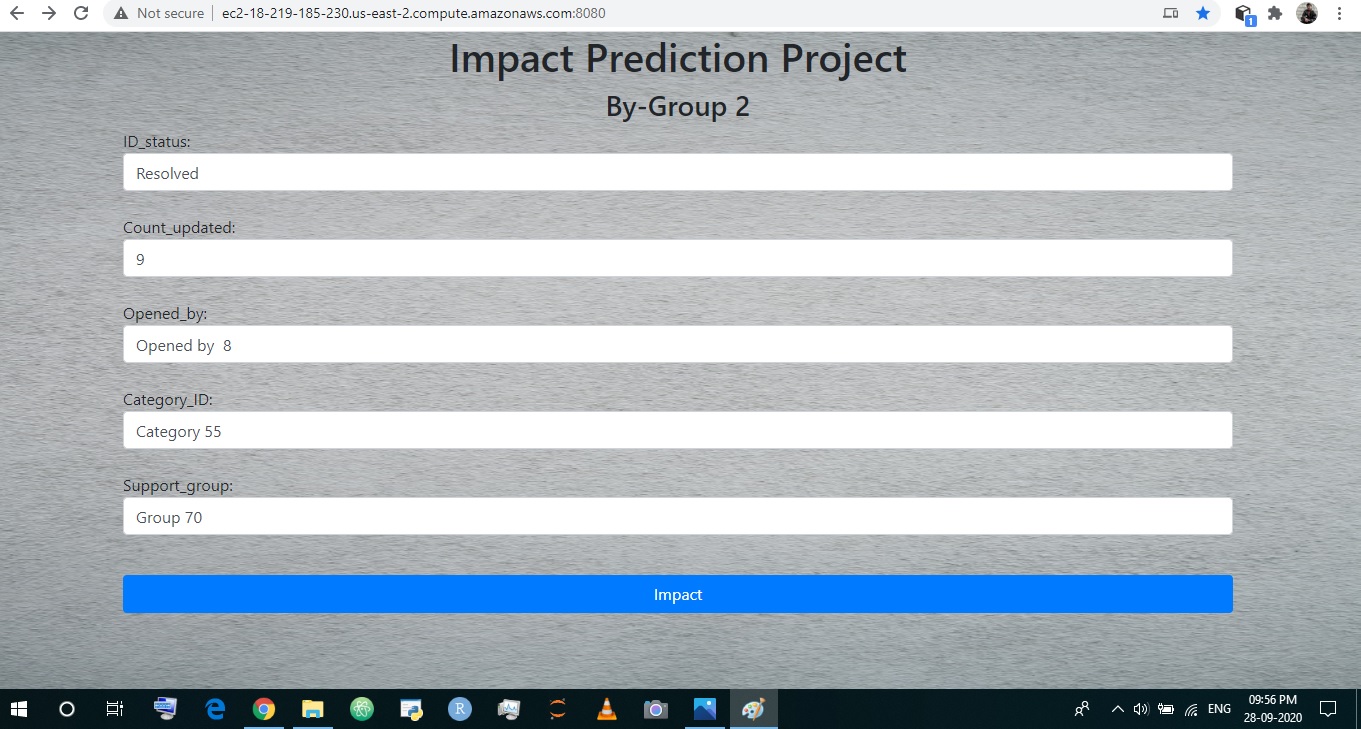 Not secure | ec2-18-219-185-230.us-east-2.compute.amazonaws.com:8080
1
Impact Prediction Project
By-Group 2
ID_status:
Resolved
Count_updated:
9
Opened_by:
Opened by  8
Category_ID:
Category 55
Support_group:
Group 70
Impact
R
ENG
09:56 PM
28-09-2020